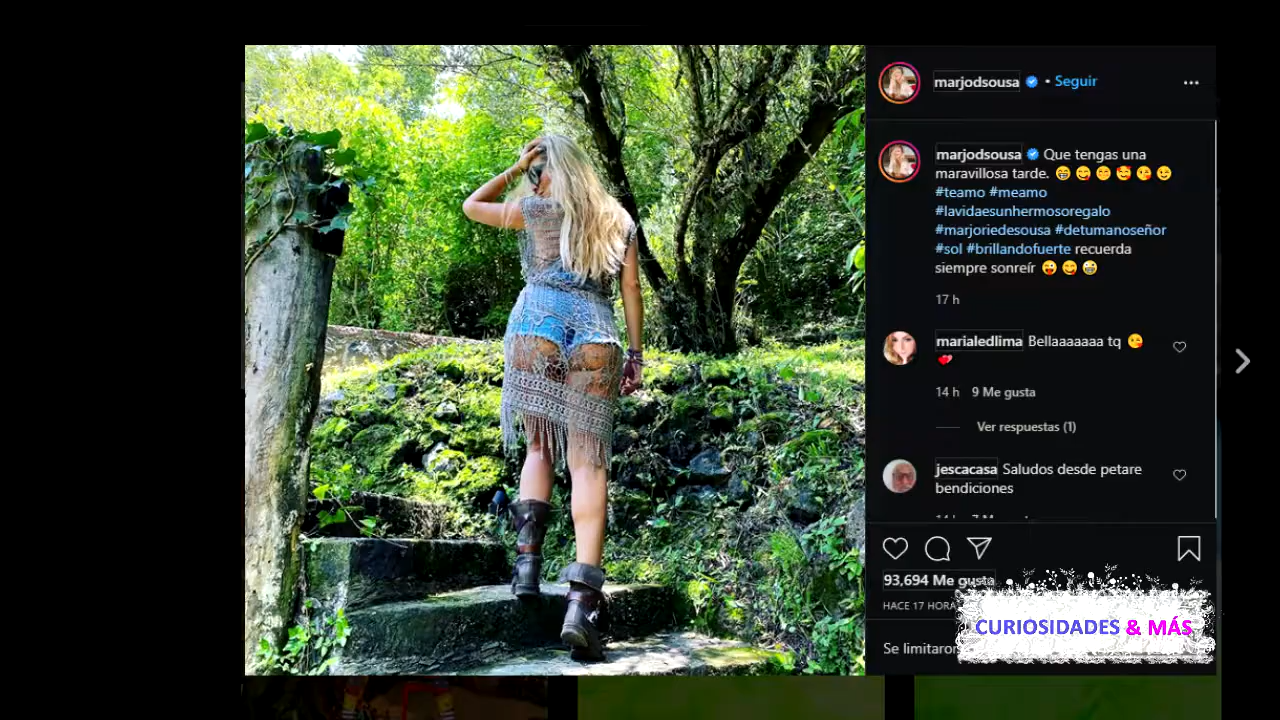 marjodsousa • Seguir
marjodsousa Que tengas una
maravillosa tarde. 😁 😋 😊 🥰 😘 😉
#teamo #meamo
#lavidaesunhermosoregalo
#marjoriedesousa #detumanoseñor
#sol #brillandofuerte recuerda
siempre sonreír 😜 😋 🤪
17 h
marialedlima Bellaaaaaaa tq 😘
💕
14 h 9 Me gusta
Ver respuestas (1)
jescacasa Saludos desde petare
bendiciones
93,694 Me gusta
HACE 17 HORA
CURIOSIDADES & MÁS
Se limitaron